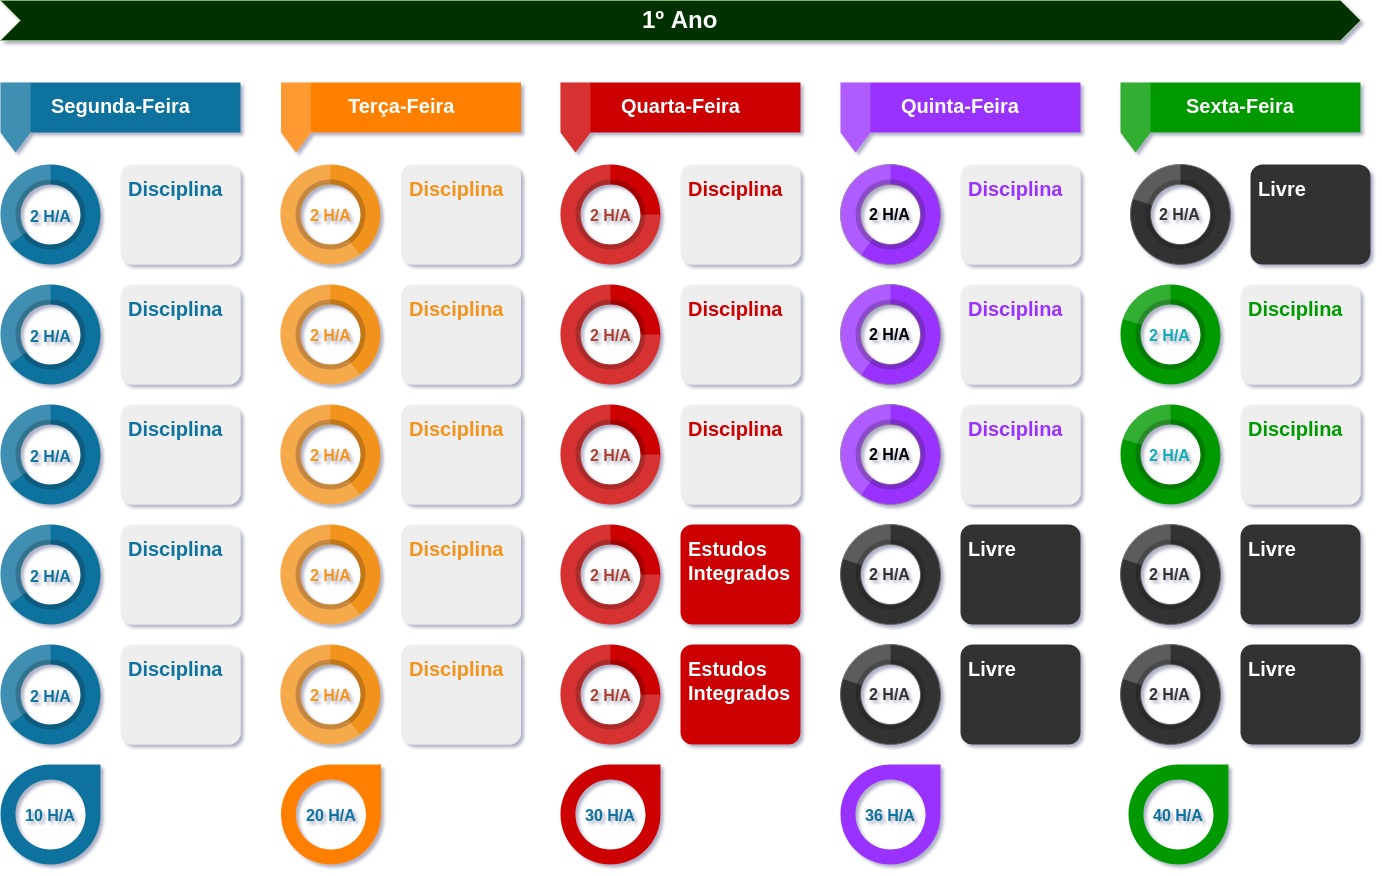 1º Ano
Segunda-Feira
Terça-Feira
Quarta-Feira
Quinta-Feira
Sexta-Feira
2 H/A
Disciplina
2 H/A
Disciplina
2 H/A
Disciplina
2 H/A
Disciplina
2 H/A
Livre
2 H/A
Disciplina
2 H/A
Disciplina
2 H/A
Disciplina
2 H/A
Disciplina
2 H/A
Disciplina
2 H/A
Disciplina
2 H/A
Disciplina
2 H/A
Disciplina
2 H/A
Disciplina
2 H/A
Disciplina
2 H/A
Disciplina
2 H/A
Disciplina
2 H/A
Estudos
Integrados
2 H/A
Livre
2 H/A
Livre
2 H/A
Disciplina
2 H/A
Disciplina
2 H/A
Estudos
Integrados
2 H/A
Livre
2 H/A
Livre
10 H/A
20 H/A
30 H/A
36 H/A
40 H/A